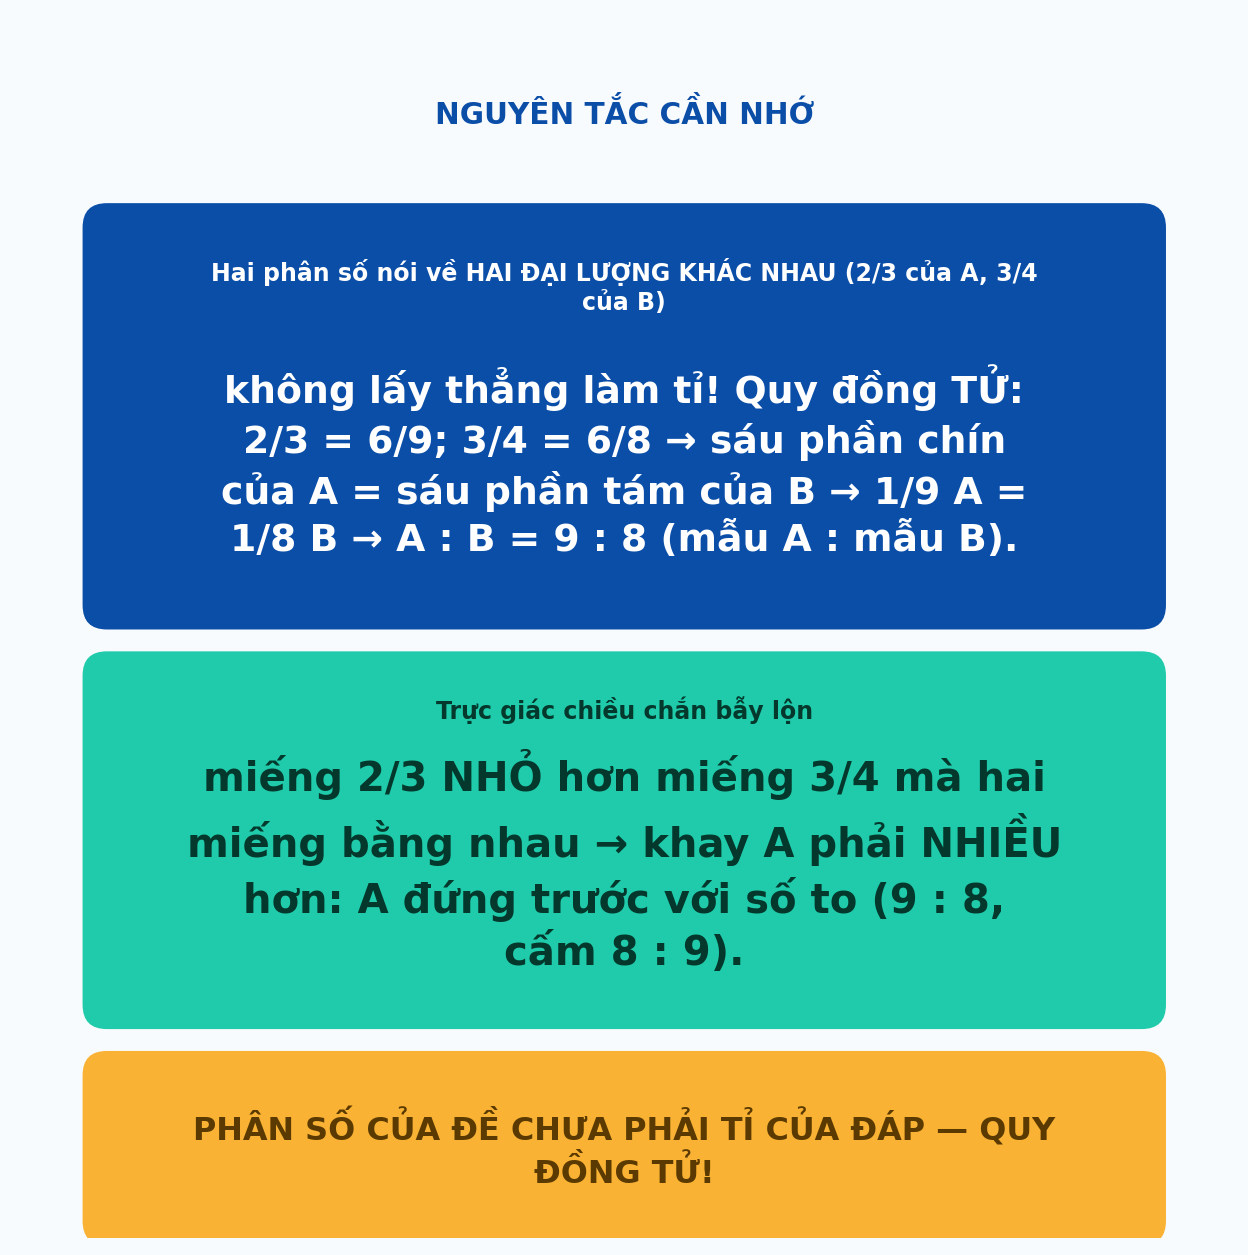 NGUYÊN TẮC CẦN NHỚ
Hai phân số nói về HAI ĐẠI LƯỢNG KHÁC NHAU (2/3 của A, 3/4
của B)
không lấy thẳng làm tỉ! Quy đồng TỬ:
2/3 = 6/9; 3/4 = 6/8 → sáu phần chín
của A = sáu phần tám của B → 1/9 A =
1/8 B → A : B = 9 : 8 (mẫu A : mẫu B).
Trực giác chiều chắn bẫy lộn
miếng 2/3 NHỎ hơn miếng 3/4 mà hai
miếng bằng nhau → khay A phải NHIỀU
hơn: A đứng trước với số to (9 : 8,
cấm 8 : 9).
PHÂN SỐ CỦA ĐỀ CHƯA PHẢI TỈ CỦA ĐÁP — QUY
ĐỒNG TỬ!